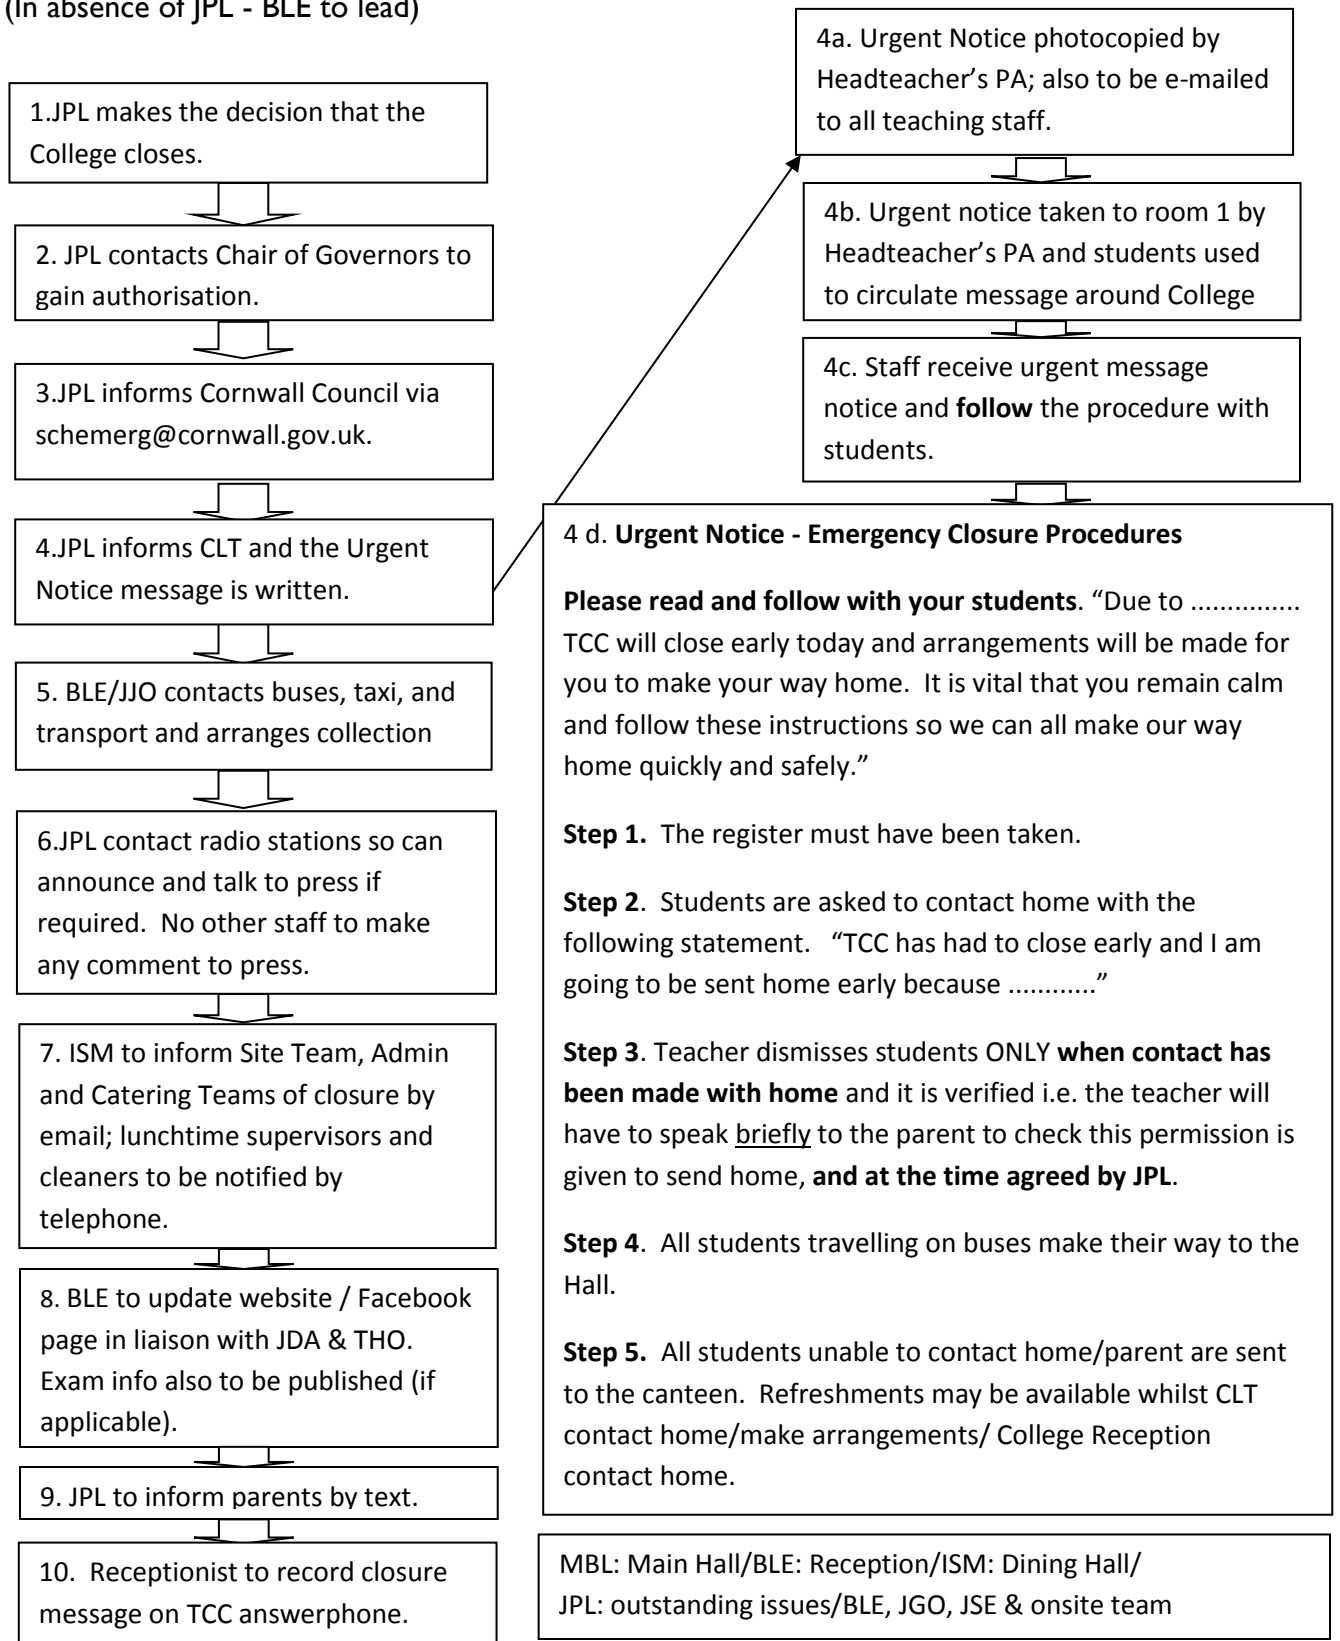 (In absence of JPL - BLE to lead)
1.JPL makes the decision that the
College closes.
2. JPL contacts Chair of Governors to
gain authorisation.
3.JPL informs Cornwall Council via
schemerg@cornwall.gov.uk.
4.JPL informs CLT and the Urgent
Notice message is written.
5. BLE/JJO contacts buses, taxi, and
transport and arranges collection
6.JPL contact radio stations so can
announce and talk to press if
required.  No other staff to make
any comment to press.
7. ISM to inform Site Team, Admin
and Catering Teams of closure by
email; lunchtime supervisors and
cleaners to be notified by
telephone.
8. BLE to update website / Facebook
page in liaison with JDA & THO.
Exam info also to be published (if
applicable).
9. JPL to inform parents by text.
10.  Receptionist to record closure
message on TCC answerphone.
4a. Urgent Notice photocopied by
Headteacher’s PA; also to be e-mailed
to all teaching staff.
4b. Urgent notice taken to room 1 by
Headteacher’s PA and students used
to circulate message around College
4c. Staff receive urgent message
notice and follow the procedure with
students.
4 d. Urgent Notice - Emergency Closure Procedures
Please read and follow with your students. “Due to ...............
TCC will close early today and arrangements will be made for
you to make your way home.  It is vital that you remain calm
and follow these instructions so we can all make our way
home quickly and safely.”
Step 1.  The register must have been taken.
Step 2.  Students are asked to contact home with the
following statement.   “TCC has had to close early and I am
going to be sent home early because ............”
Step 3. Teacher dismisses students ONLY when contact has
been made with home and it is verified i.e. the teacher will
have to speak briefly to the parent to check this permission is
given to send home, and at the time agreed by JPL.
Step 4.  All students travelling on buses make their way to the
Hall.
Step 5.  All students unable to contact home/parent are sent
to the canteen.  Refreshments may be available whilst CLT
contact home/make arrangements/ College Reception
contact home.
MBL: Main Hall/BLE: Reception/ISM: Dining Hall/
JPL: outstanding issues/BLE, JGO, JSE & onsite team